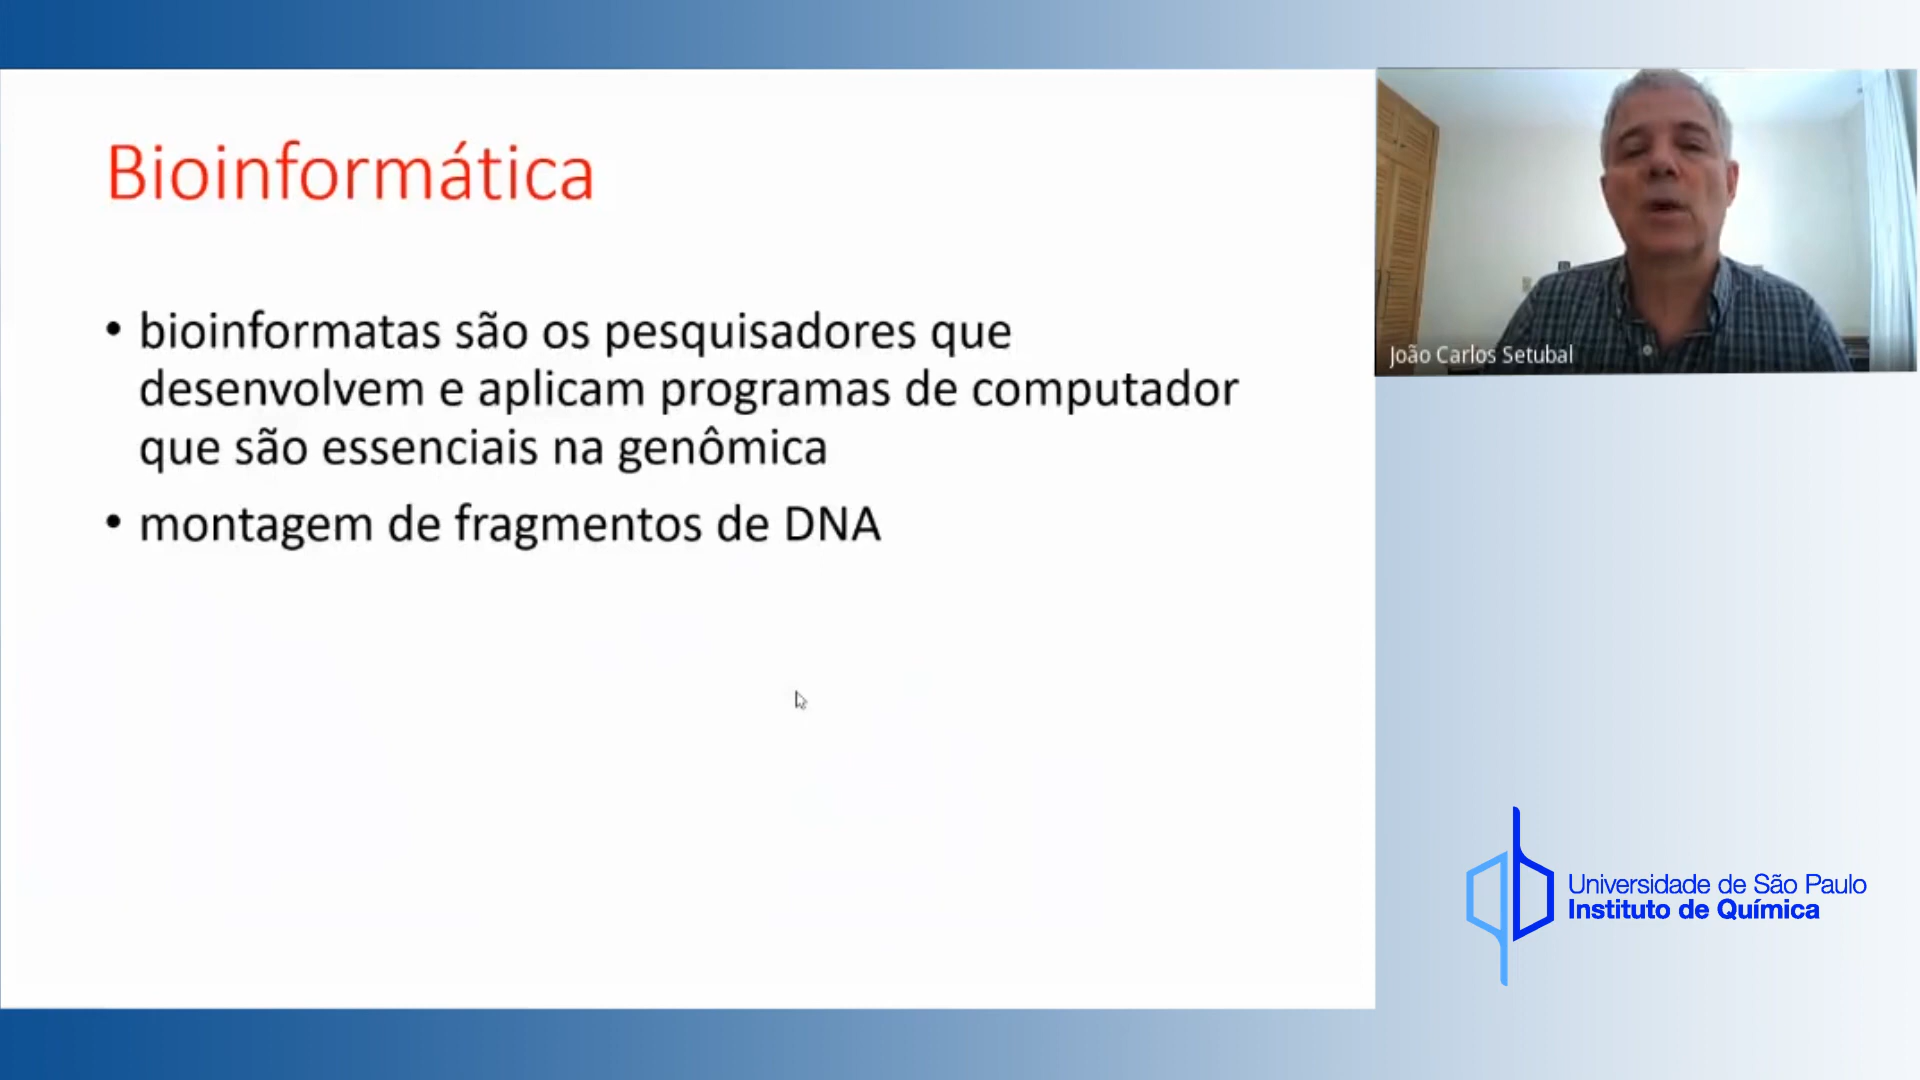 Bioinformática
• bioinformatas são os pesquisadores que
desenvolvem e aplicam programas de computador
que são essenciais na genômica
• montagem de fragmentos de DNA
João Carlos Setubal
Universidade de São Paulo
Instituto de Química